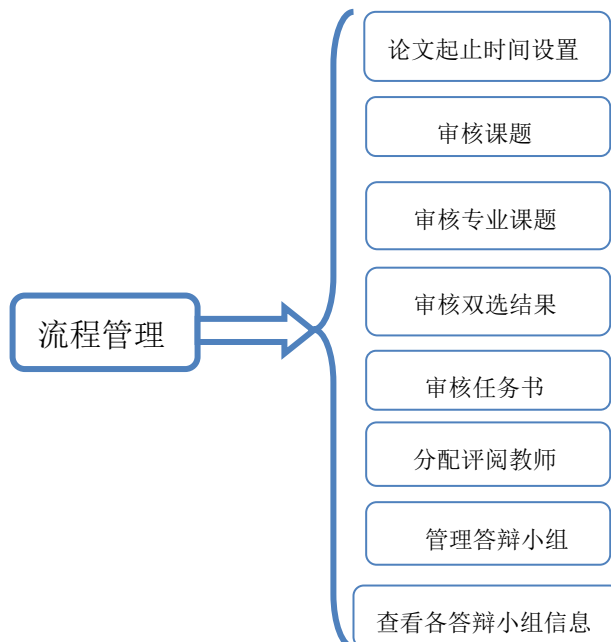 流程管理
论文起止时间设置
审核课题
审核专业课题
审核双选结果
审核任务书
分配评阅教师
管理答辩小组
查看各答辩小组信息